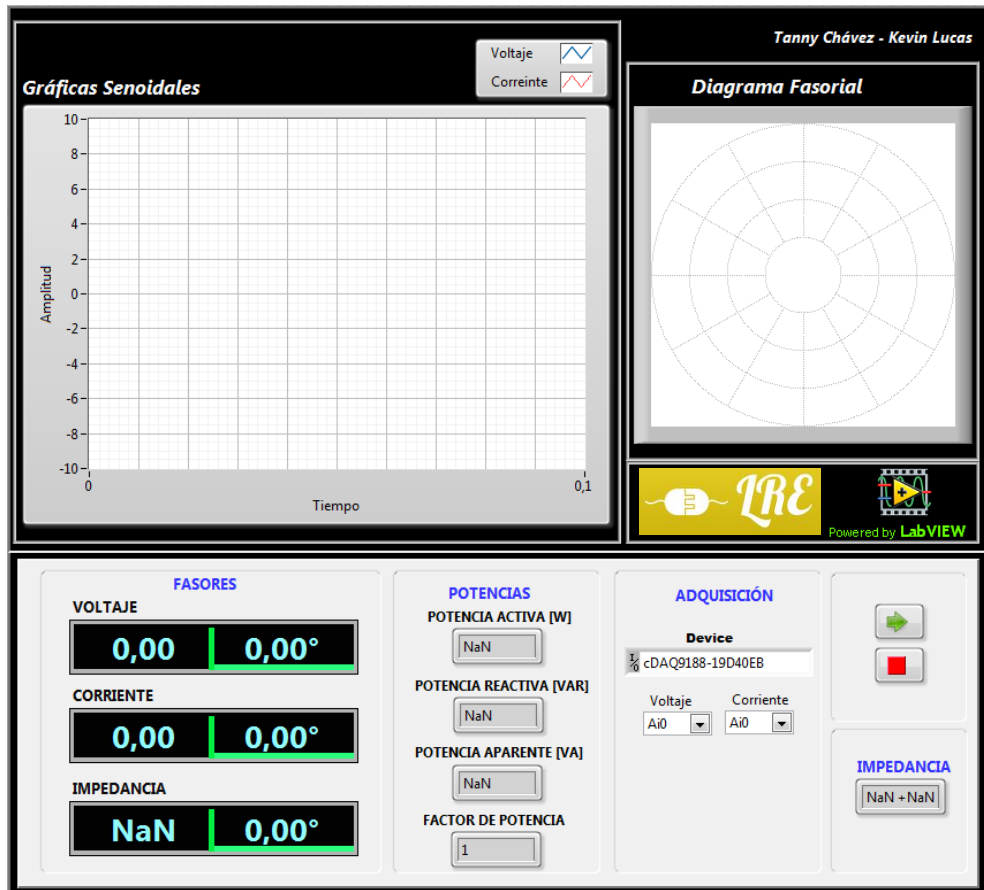 Tanny Chávez - Kevin Lucas
Voltaje
Correinte
Gráficas Senoidales
Diagrama Fasorial
10
8
6
4
2
0
-2
-4
-6
-8
-10
Amplitud
0
0,1
Tiempo
LRE
Powered by LabVIEW
FASORES
VOLTAJE
0,00 0,00°
CORRIENTE
0,00 0,00°
IMPEDANCIA
NaN 0,00°
POTENCIAS
POTENCIA ACTIVA [W]
NaN
POTENCIA REACTIVA [VAR]
NaN
POTENCIA APARENTE [VA]
NaN
FACTOR DE POTENCIA
1
ADQUISICIÓN
Device
I/O cDAQ9188-19D40EB
Voltaje Corriente
Ai0 Ai0
IMPEDANCIA
NaN +NaN